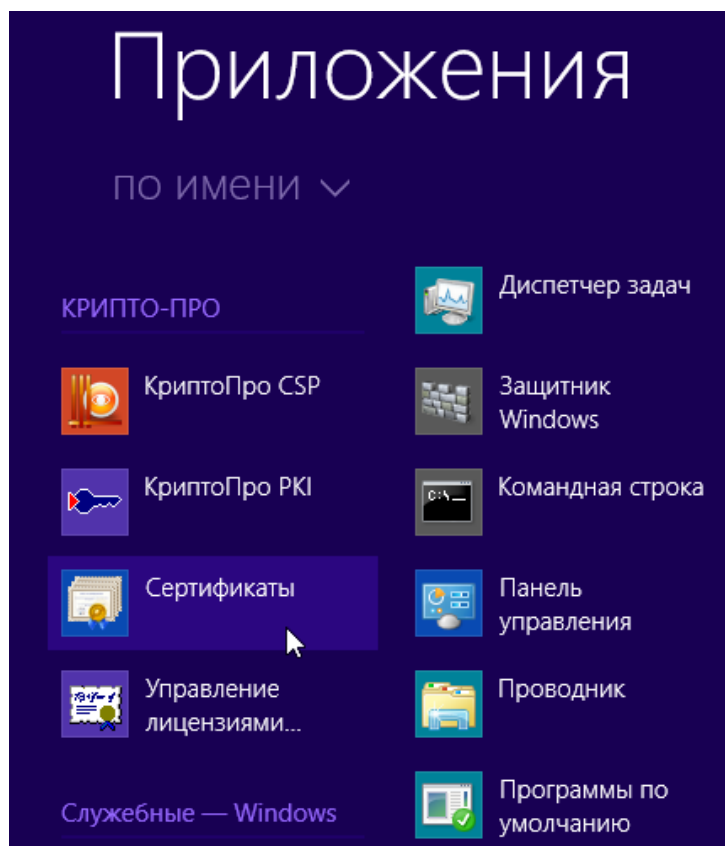 Приложения
по имени
КРИПТО-ПРО
КриптоПро CSP
КриптоПро PKI
Сертификаты
Управление
лицензиями...
Служебные — Windows
Диспетчер задач
Защитник
Windows
C:\_
Командная строка
Панель
управления
Проводник
Программы по
умолчанию